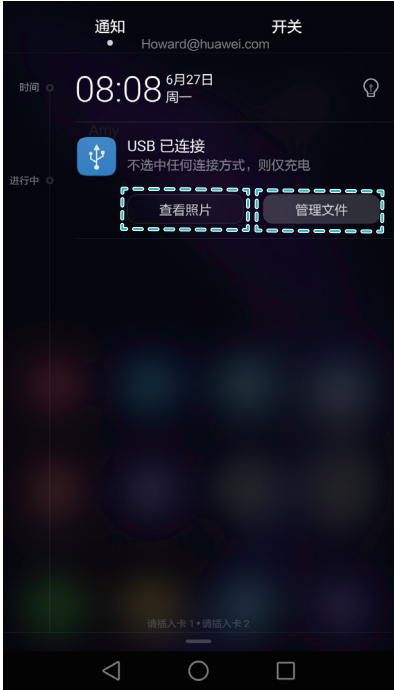 通知
开关
Howard@huawei.com
时间
08:08
6月27日
周一
Amy
USB 已连接
不选中任何连接方式，则仅充电
进行中
查看照片
管理文件
请插入卡 1 • 请插入卡 2